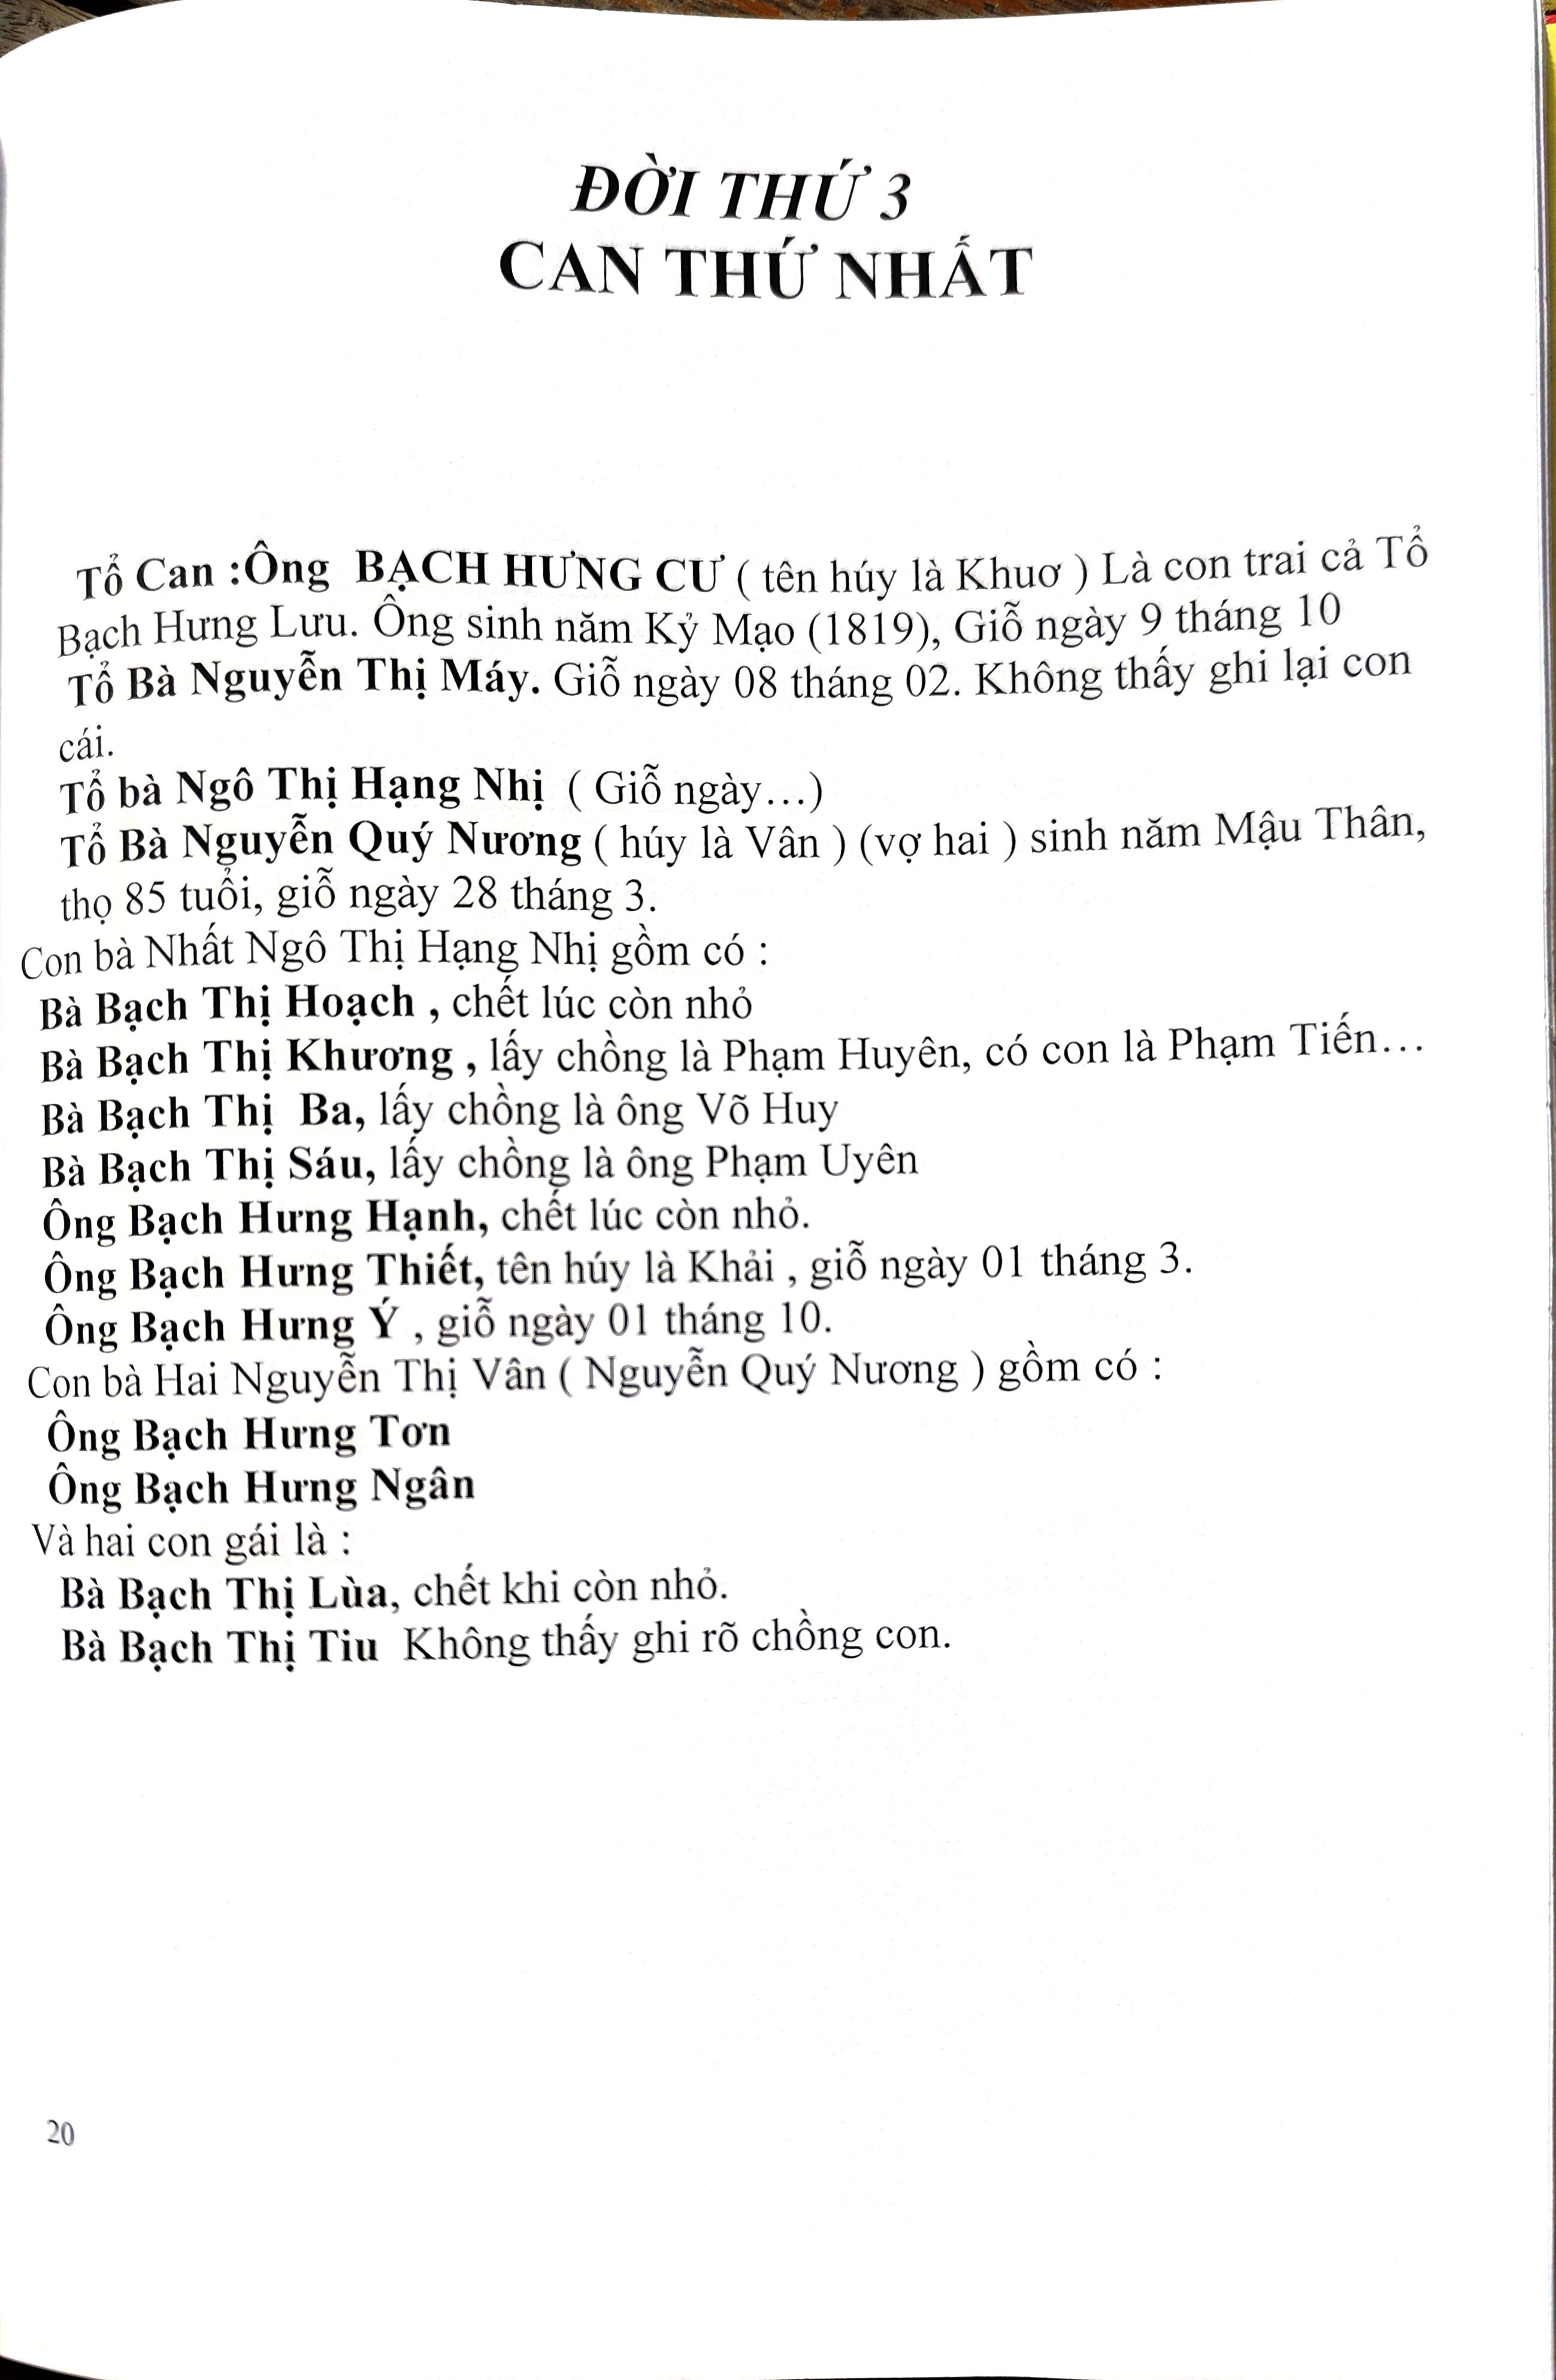 ĐỜI THỨ 3
CAN THỨ NHẤT
Tổ Can :Ông BẠCH HƯNG CƯ ( tên húy là Khuơ ) Là con trai cả Tổ
Bạch Hưng Lưu. Ông sinh năm Kỷ Mạo (1819), Giỗ ngày 9 tháng 10
Tổ Bà Nguyễn Thị Máy. Giỗ ngày 08 tháng 02. Không thấy ghi lại con
cái.
Tổ bà Ngô Thị Hạng Nhị ( Giỗ ngày…)
Tổ Bà Nguyễn Quý Nương ( húy là Vân ) (vợ hai ) sinh năm Mậu Thân,
thọ 85 tuổi, giỗ ngày 28 tháng 3.
Con bà Nhất Ngô Thị Hạng Nhị gồm có :
Bà Bạch Thị Hoạch , chết lúc còn nhỏ
Bà Bạch Thị Khương , lấy chồng là Phạm Huyên, có con là Phạm Tiến…
Bà Bạch Thị Ba, lấy chồng là ông Võ Huy
Bà Bạch Thị Sáu, lấy chồng là ông Phạm Uyên
Ông Bạch Hưng Hạnh, chết lúc còn nhỏ.
Ông Bạch Hưng Thiết, tên húy là Khải , giỗ ngày 01 tháng 3.
Ông Bạch Hưng Ý , giỗ ngày 01 tháng 10.
Con bà Hai Nguyễn Thị Vân ( Nguyễn Quý Nương ) gồm có :
Ông Bạch Hưng Tơn
Ông Bạch Hưng Ngân
Và hai con gái là :
Bà Bạch Thị Lùa, chết khi còn nhỏ.
Bà Bạch Thị Tiu Không thấy ghi rõ chồng con.
20